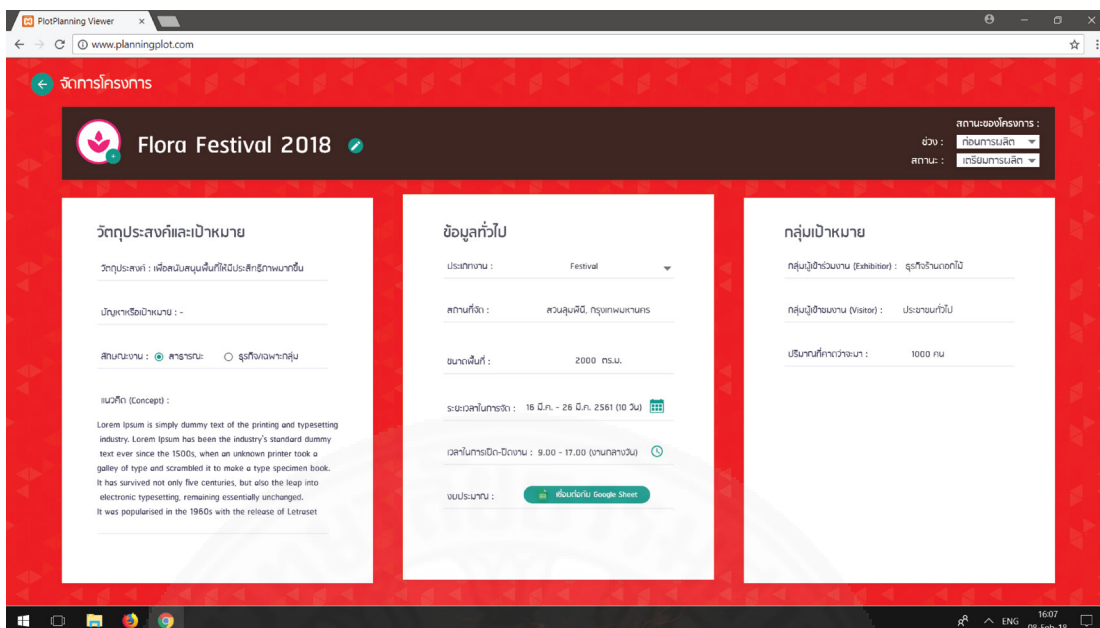 PlotPlanning Viewer
www.planningplot.com
จัดการโครงการ
Flora Festival 2018
สถานะของโครงการ :
ช่วง : ก่อนการผลิต
สถานะ : เตรียมการผลิต
วัตถุประสงค์และเป้าหมาย
วัตถุประสงค์ : เพื่อสนับสนุนพื้นที่ให้มีประสิทธิภาพมากขึ้น
ปัญหาหรือเป้าหมาย : -
ลักษณะงาน : สาธารณะ ธุรกิจ/เฉพาะกลุ่ม
แนวคิด (Concept) :
Lorem Ipsum is simply dummy text of the printing and typesetting
industry. Lorem Ipsum has been the industry's standard dummy
text ever since the 1500s, when an unknown printer took a
galley of type and scrambled it to make a type specimen book.
It has survived not only five centuries, but also the leap into
electronic typesetting, remaining essentially unchanged.
It was popularised in the 1960s with the release of Letraset
ข้อมูลทั่วไป
ประเภทงาน : Festival
สถานที่จัด : สวนลุมพินี, กรุงเทพมหานคร
ขนาดพื้นที่ : 2000 ตร.ม.
ระยะเวลาในการจัด : 16 มี.ค. - 26 มี.ค. 2561 (10 วัน)
เวลาในการเปิด-ปิดงาน : 9.00 - 17.00 (งานกลางวัน)
งบประมาณ : เชื่อมต่อกับ Google Sheet
กลุ่มเป้าหมาย
กลุ่มผู้เข้าร่วมงาน (Exhibitior) : ธุรกิจร้านดอกไม้
กลุ่มผู้เข้าชมงาน (Visitor) : ประชาชนทั่วไป
ปริมาณที่คาดว่าจะมา : 1000 คน
ENG
16:07
08-Feb-18